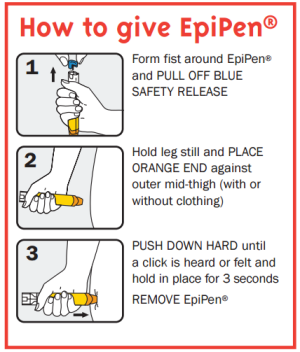 How to give EpiPen®
1
Form fist around EpiPen®
and PULL OFF BLUE
SAFETY RELEASE
2
Hold leg still and PLACE
ORANGE END against
outer mid-thigh (with or
without clothing)
3
PUSH DOWN HARD until
a click is heard or felt and
hold in place for 3 seconds
REMOVE EpiPen®